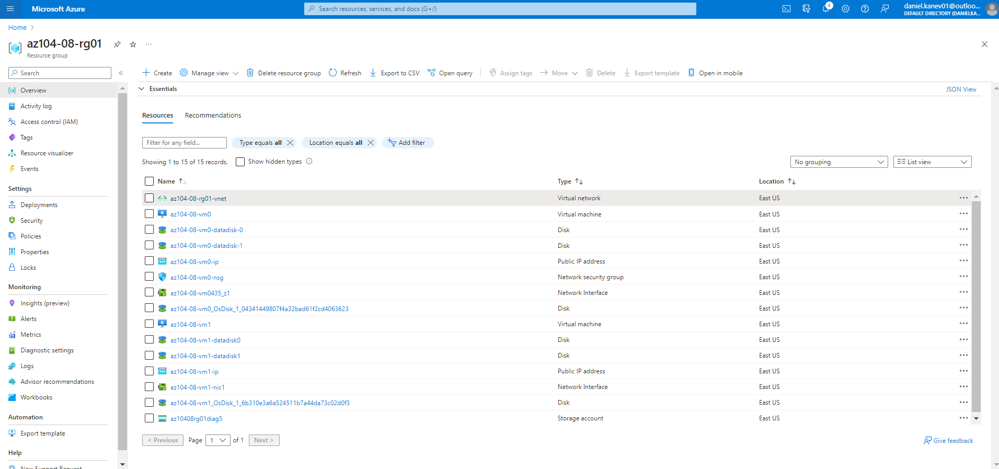 Microsoft Azure
Search resources, services, and docs (G+/)
4
daniel.kanev01@outloo...
DEFAULT DIRECTORY (DANIELKA...
Home
az104-08-rg01
...
Resource group
Search
«
Create
Manage view
Delete resource group
Refresh
Export to CSV
Open query
Assign tags
Move
Delete
Export template
Open in mobile
Overview
Activity log
Access control (IAM)
Tags
Resource visualizer
Events
Settings
Deployments
Security
Policies
Properties
Locks
Monitoring
Insights (preview)
Alerts
Metrics
Diagnostic settings
Logs
Advisor recommendations
Workbooks
Automation
Export template
Help
New Support Request
Essentials
JSON View
Resources
Recommendations
Filter for any field...
Type equals all
Location equals all
Add filter
Showing 1 to 15 of 15 records.
Show hidden types
No grouping
List view
Name Type Location
az104-08-rg01-vnet Virtual network East US
az104-08-vm0 Virtual machine East US
az104-08-vm0-datadisk-0 Disk East US
az104-08-vm0-datadisk-1 Disk East US
az104-08-vm0-ip Public IP address East US
az104-08-vm0-nsg Network security group East US
az104-08-vm0435_z1 Network Interface East US
az104-08-vm0_OsDisk_1_04341449807f4a32bad61f2cd4063623 Disk East US
az104-08-vm1 Virtual machine East US
az104-08-vm1-datadisk0 Disk East US
az104-08-vm1-datadisk1 Disk East US
az104-08-vm1-ip Public IP address East US
az104-08-vm1-nic1 Network Interface East US
az104-08-vm1_OsDisk_1_6b310e3a6a524511b7a44da73c02d0f3 Disk East US
az10408rg01diag5 Storage account East US
< Previous
Page 1 of 1
Next >
Give feedback